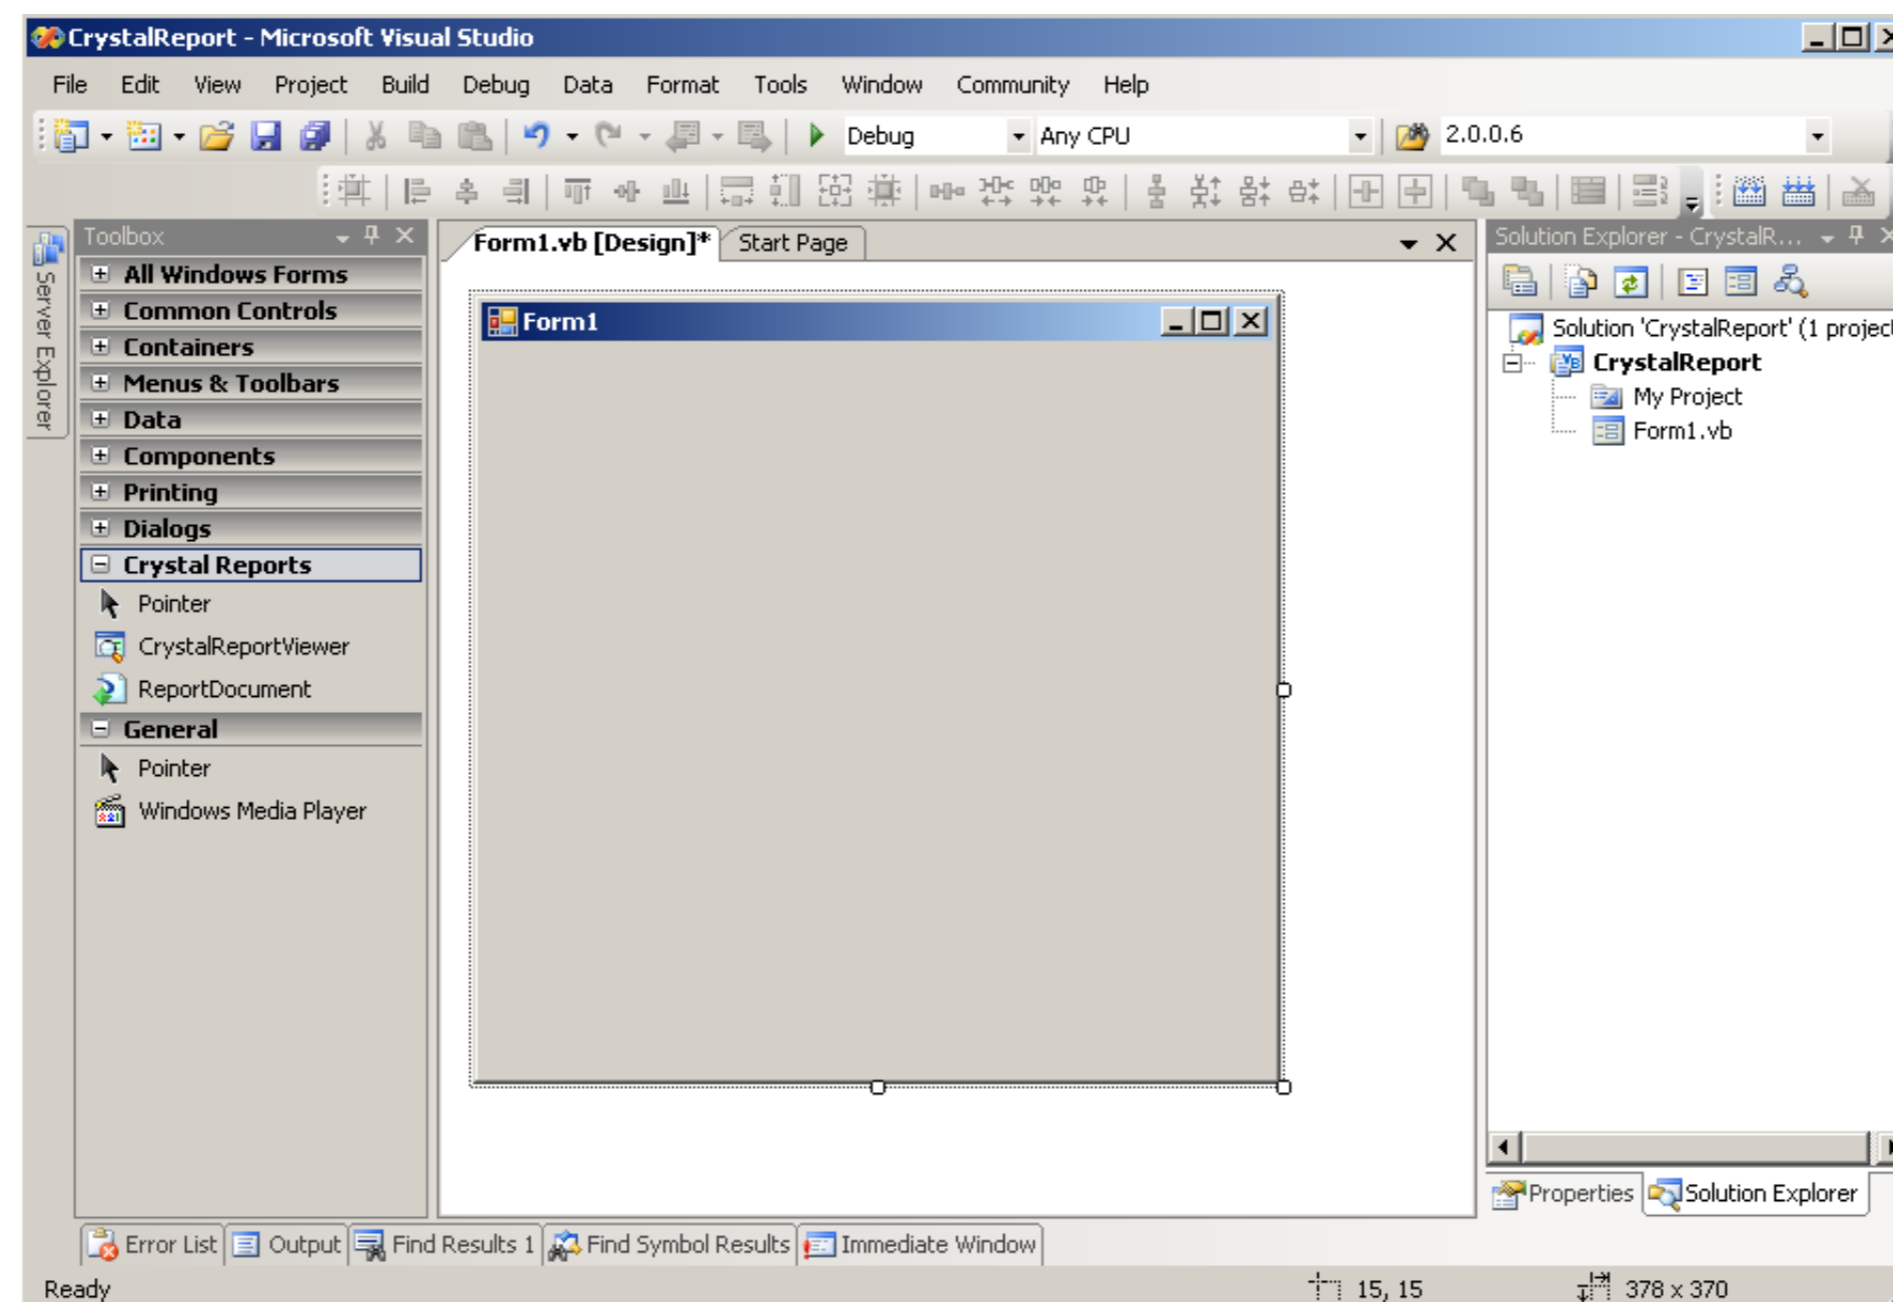 CrystalReport - Microsoft Visual Studio
File Edit View Project Build Debug Data Format Tools Window Community Help
Debug Any CPU 2.0.0.6
Server Explorer
Toolbox
All Windows Forms
Common Controls
Containers
Menus & Toolbars
Data
Components
Printing
Dialogs
Crystal Reports
Pointer
CrystalReportViewer
ReportDocument
General
Pointer
Windows Media Player
Form1.vb [Design]* Start Page
Form1
Solution Explorer - CrystalR...
Solution 'CrystalReport' (1 project
CrystalReport
My Project
Form1.vb
Properties Solution Explorer
Error List Output Find Results 1 Find Symbol Results Immediate Window
Ready 15, 15 378 x 370